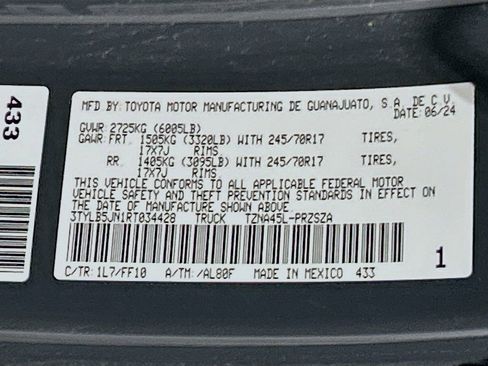 433
MFD BY: TOYOTA MOTOR MANUFACTURING DE GUANAJUATO, S.A. DE C.V.
DATE: 06/24
GVWR 2725KG (6005LB)
GAWR: FRT. 1505KG (3320LB) WITH 245/70R17 TIRES,
17X7J RIMS
RR. 1405KG (3095LB) WITH 245/70R17 TIRES,
17X7J RIMS
THIS VEHICLE CONFORMS TO ALL APPLICABLE FEDERAL MOTOR
VEHICLE SAFETY AND THEFT PREVENTION STANDARDS IN EFFECT
ON THE DATE OF MANUFACTURE SHOWN ABOVE.
3TYLB5JN1RT034428 TRUCK TZNA45L-PRZSZA
C/TR: 1L7/FF10 A/TM: /AL80F MADE IN MEXICO 433
1